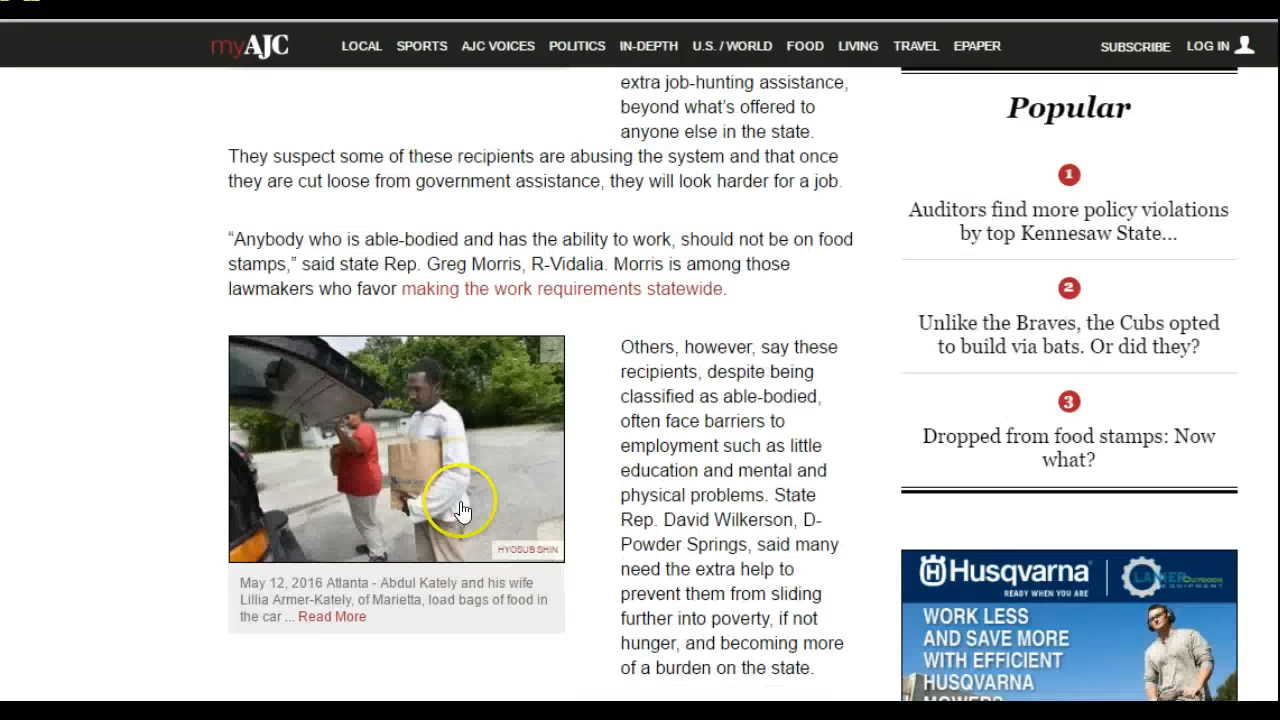 myAJC
LOCAL SPORTS AJC VOICES POLITICS IN-DEPTH U.S. / WORLD FOOD LIVING TRAVEL EPAPER SUBSCRIBE LOG IN
extra job-hunting assistance,
beyond what's offered to
anyone else in the state.
They suspect some of these recipients are abusing the system and that once
they are cut loose from government assistance, they will look harder for a job.
“Anybody who is able-bodied and has the ability to work, should not be on food
stamps,” said state Rep. Greg Morris, R-Vidalia. Morris is among those
lawmakers who favor making the work requirements statewide.
HYOSUB SHIN
May 12, 2016 Atlanta - Abdul Kately and his wife
Lillia Armer-Kately, of Marietta, load bags of food in
the car ... Read More
Others, however, say these
recipients, despite being
classified as able-bodied,
often face barriers to
employment such as little
education and mental and
physical problems. State
Rep. David Wilkerson, D-
Powder Springs, said many
need the extra help to
prevent them from sliding
further into poverty, if not
hunger, and becoming more
of a burden on the state.
Popular
1
Auditors find more policy violations
by top Kennesaw State...
2
Unlike the Braves, the Cubs opted
to build via bats. Or did they?
3
Dropped from food stamps: Now
what?
Husqvarna
READY WHEN YOU ARE
LANIER OUTDOOR
EQUIPMENT
WORK LESS
AND SAVE MORE
WITH EFFICIENT
HUSQVARNA
MOWERS